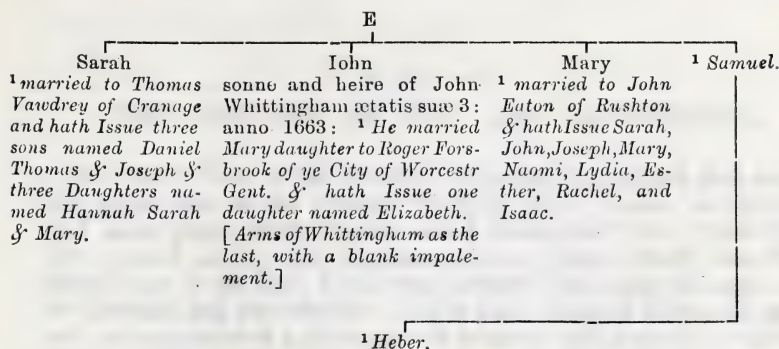 E
Sarah
¹ married to Thomas
Vawdrey of Cranage
and hath Issue three
sons named Daniel
Thomas & Joseph &
three Daughters na-
med Hannah Sarah
& Mary.
Iohn
sonne and heire of John
Whittingham ætatis suæ 3:
anno 1663: ¹ He married
Mary daughter to Roger Fors-
brook of ye City of Worcestr
Gent. & hath Issue one
daughter named Elizabeth.
[Arms of Whittingham as the
last, with a blank impale-
ment.]
Mary
¹ married to John
Eaton of Rushton
& hath Issue Sarah,
John, Joseph, Mary,
Naomi, Lydia, Es-
ther, Rachel, and
Isaac.
¹ Samuel.
¹ Heber.